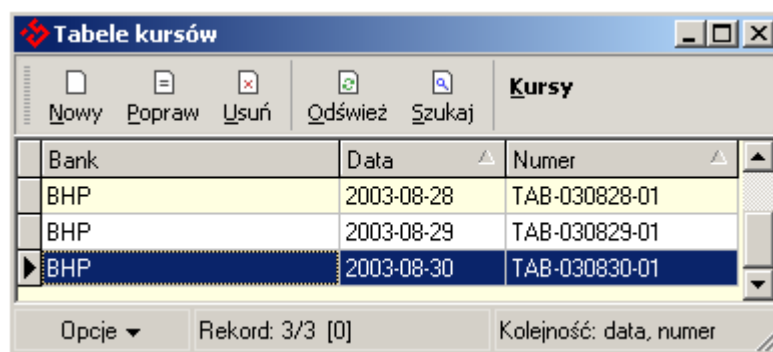 Tabele kursów
Nowy Popraw Usuń Odśwież Szukaj Kursy
Bank Data Numer
BHP 2003-08-28 TAB-030828-01
BHP 2003-08-29 TAB-030829-01
BHP 2003-08-30 TAB-030830-01
Opcje Rekord: 3/3 [0] Kolejność: data, numer